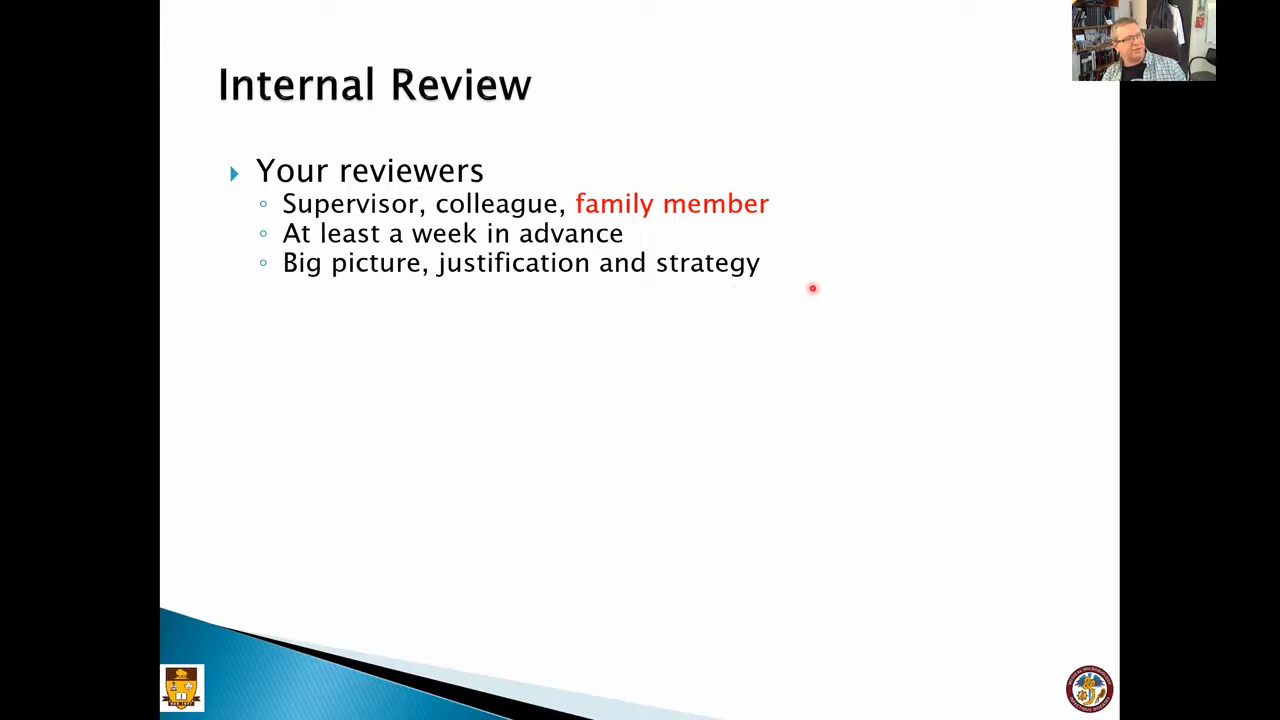 Internal Review
Your reviewers
Supervisor, colleague, family member
At least a week in advance
Big picture, justification and strategy